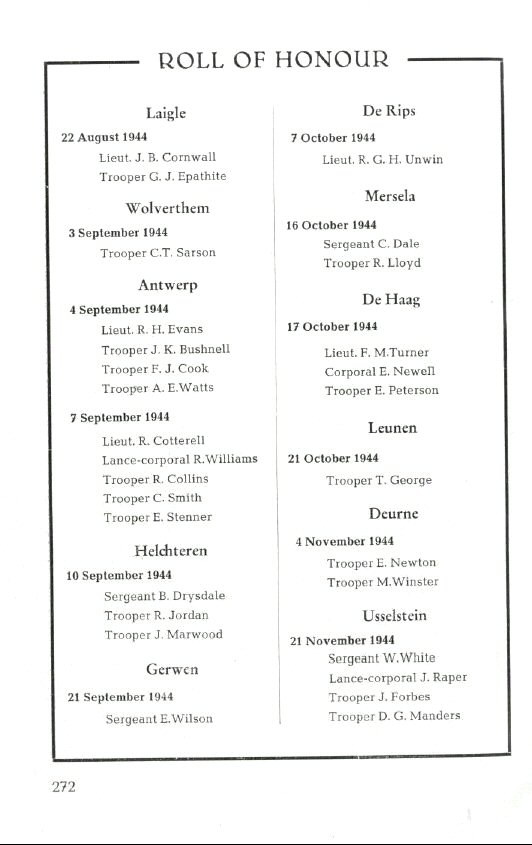 ROLL OF HONOUR
Laigle
22 August 1944
Lieut. J. B. Cornwall
Trooper G. J. Epathite
Wolverthem
3 September 1944
Trooper C.T. Sarson
Antwerp
4 September 1944
Lieut. R. H. Evans
Trooper J. K. Bushnell
Trooper F. J. Cook
Trooper A. E.Watts
7 September 1944
Lieut. R. Cotterell
Lance-corporal R.Williams
Trooper R. Collins
Trooper C. Smith
Trooper E. Stenner
Helchteren
10 September 1944
Sergeant B. Drysdale
Trooper R. Jordan
Trooper J. Marwood
Gerwen
21 September 1944
Sergeant E.Wilson
De Rips
7 October 1944
Lieut. R. G. H. Unwin
Mersela
16 October 1944
Sergeant C. Dale
Trooper R. Lloyd
De Haag
17 October 1944
Lieut. F. M.Turner
Corporal E. Newell
Trooper E. Peterson
Leunen
21 October 1944
Trooper T. George
Deurne
4 November 1944
Trooper E. Newton
Trooper M.Winster
Usselstein
21 November 1944
Sergeant W.White
Lance-corporal J. Raper
Trooper J. Forbes
Trooper D. G. Manders
272